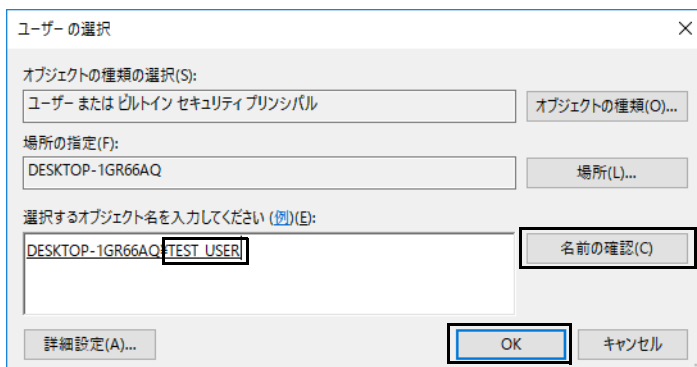 ユーザー の選択
オブジェクトの種類の選択(S):
ユーザー または ビルトイン セキュリティ プリンシパル
オブジェクトの種類(O)...
場所の指定(F):
DESKTOP-1GR66AQ
場所(L)...
選択するオブジェクト名を入力してください (例)(E):
DESKTOP-1GR66AQ¥TEST_USER
名前の確認(C)
詳細設定(A)...
OK
キャンセル